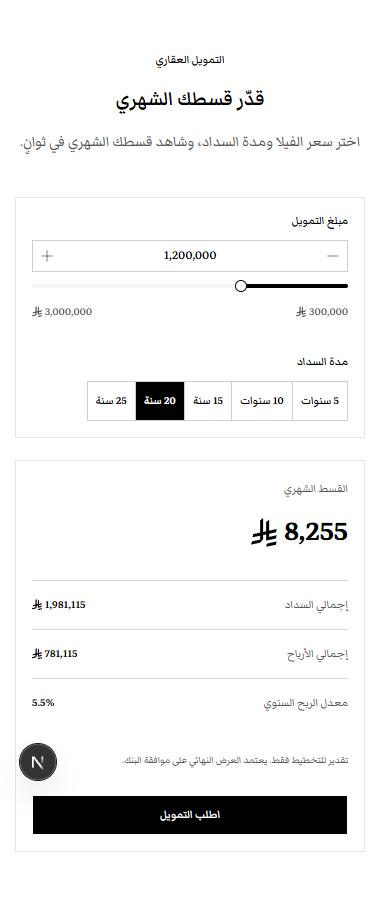 التمويل العقاري
قدّر قسطك الشهري
اختر سعر الفيلا ومدة السداد، وشاهد قسطك الشهري في ثوانٍ.
مبلغ التمويل
1,200,000
300,000 ⃁ 3,000,000 ⃁
مدة السداد
5 سنوات 10 سنوات 15 سنة 20 سنة 25 سنة
القسط الشهري
8,255 ⃁
إجمالي السداد 1,981,115 ⃁
إجمالي الأرباح 781,115 ⃁
معدل الربح السنوي 5.5%
تقدير للتخطيط فقط. يعتمد العرض النهائي على موافقة البنك.
N
اطلب التمويل